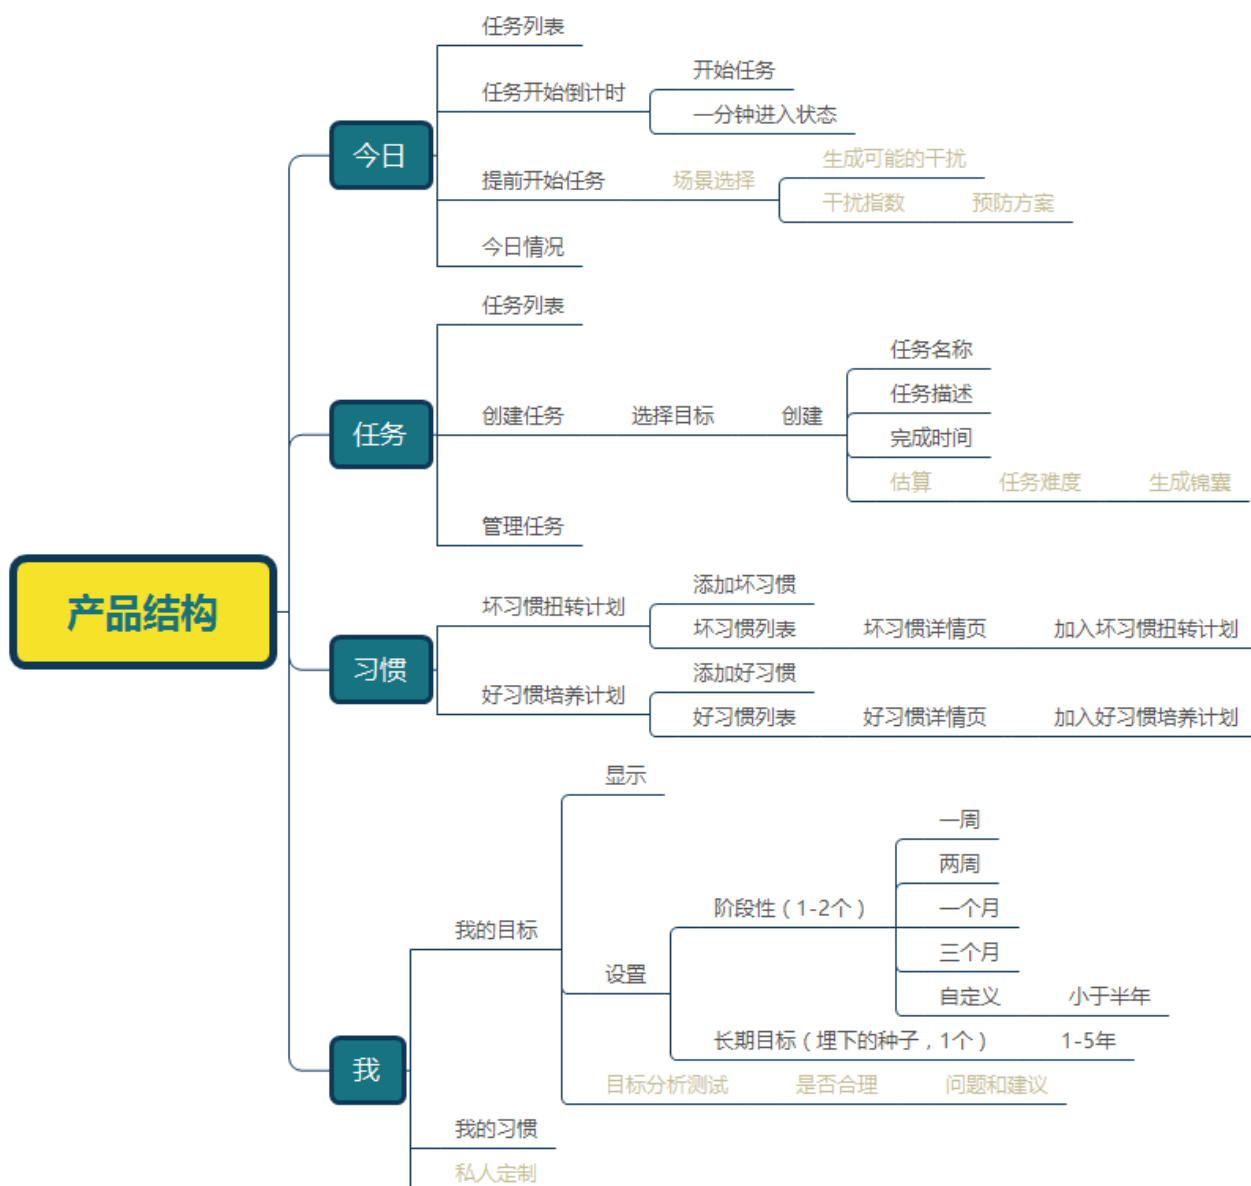 产品结构
今日
任务列表
任务开始倒计时
开始任务
一分钟进入状态
提前开始任务
场景选择
生成可能的干扰
干扰指数
预防方案
今日情况
任务
任务列表
创建任务
选择目标
创建
任务名称
任务描述
完成时间
估算
任务难度
生成锦囊
管理任务
习惯
坏习惯扭转计划
添加坏习惯
坏习惯列表
坏习惯详情页
加入坏习惯扭转计划
好习惯培养计划
添加好习惯
好习惯列表
好习惯详情页
加入好习惯培养计划
我
我的目标
显示
设置
阶段性（1-2个）
一周
两周
一个月
三个月
自定义
小于半年
长期目标（埋下的种子，1个）
1-5年
目标分析测试
是否合理
问题和建议
我的习惯
私人定制